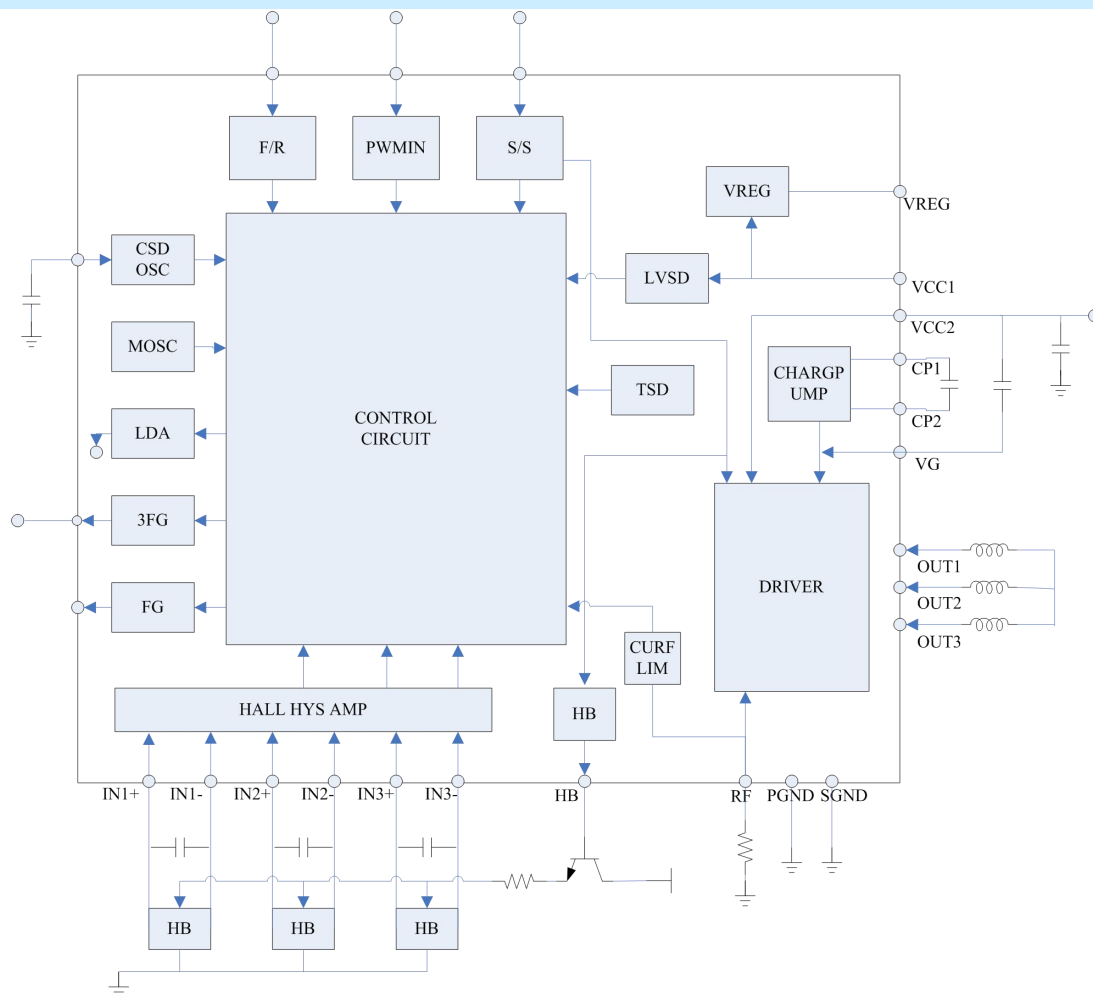 F/R
PWMIN
S/S
VREG
VREG
CSD
OSC
LVSD
VCC1
VCC2
MOSC
CHARGP
UMP
CP1
CP2
TSD
LDA
CONTROL
CIRCUIT
VG
3FG
OUT1
DRIVER
OUT2
FG
OUT3
CURF
LIM
HALL HYS AMP
HB
IN1+
IN1-
IN2+
IN2-
IN3+
IN3-
HB
RF
PGND
SGND
HB
HB
HB